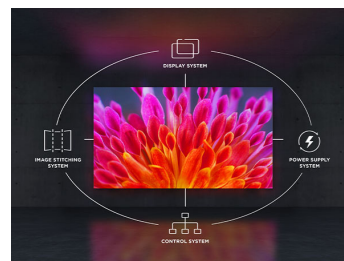 DISPLAY SYSTEM
IMAGE STITCHING
SYSTEM
POWER SUPPLY
SYSTEM
CONTROL SYSTEM